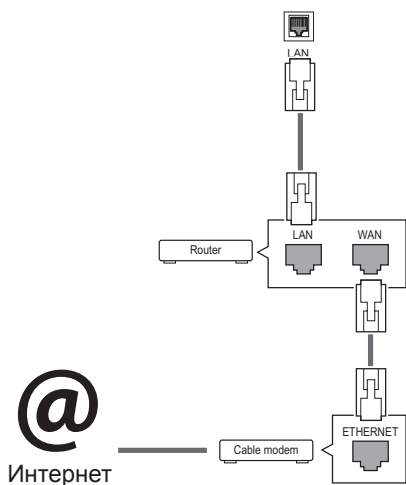 LAN
LAN
WAN
Router
ETHERNET
@
Cable modem
Интернет